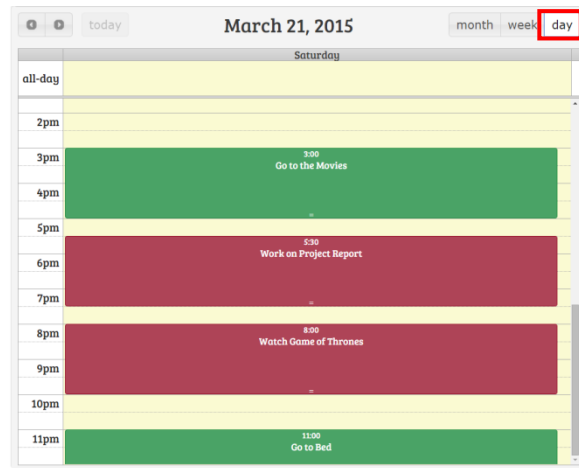 today
March 21, 2015
month week day
Saturday
all-day
2pm
3pm
3:00
Go to the Movies
4pm
5pm
5:30
Work on Project Report
6pm
7pm
8pm
8:00
Watch Game of Thrones
9pm
10pm
11pm
11:00
Go to Bed